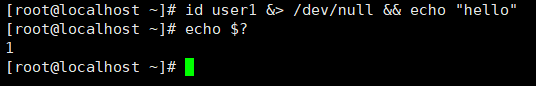 [root@localhost ~]# id user1 &> /dev/null && echo "hello"
[root@localhost ~]# echo $?
1
[root@localhost ~]#